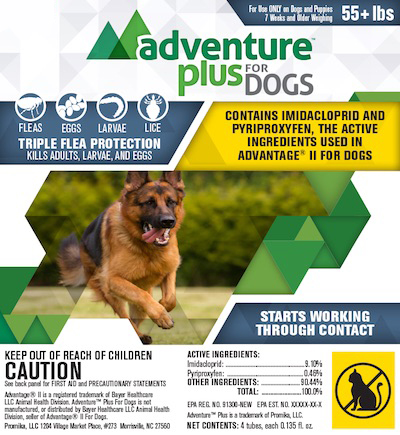 For Use ONLY on Dogs and Puppies
7 Weeks and Older Weighing
55+ lbs
adventure™
plus FOR DOGS
FLEAS EGGS LARVAE LICE
TRIPLE FLEA PROTECTION
KILLS ADULTS, LARVAE, AND EGGS
CONTAINS IMIDACLOPRID AND
PYRIPROXYFEN, THE ACTIVE
INGREDIENTS USED IN
ADVANTAGE® II FOR DOGS
STARTS WORKING
THROUGH CONTACT
KEEP OUT OF REACH OF CHILDREN
CAUTION
See back panel for FIRST AID and PRECAUTIONARY STATEMENTS
Advantage® II is a registered trademark of Bayer Healthcare
LLC Animal Health Division. Adventure™ Plus For Dogs is not
manufactured, or distributed by Bayer Healthcare LLC Animal Health
Division, seller of Advantage® II For Dogs.
Promika, LLC 1204 Village Market Place, #273 Morrisville, NC 27560
ACTIVE INGREDIENTS:
Imidacloprid: 9.10%
Pyriproxyfen: 0.46%
OTHER INGREDIENTS: 90.44%
TOTAL: 100.0%
EPA REG. NO. 91300-NEW EPA EST. NO. XXXXX-XX-X
Adventure™ Plus is a trademark of Promika, LLC.
NET CONTENTS: 4 tubes, each 0.135 fl. oz.